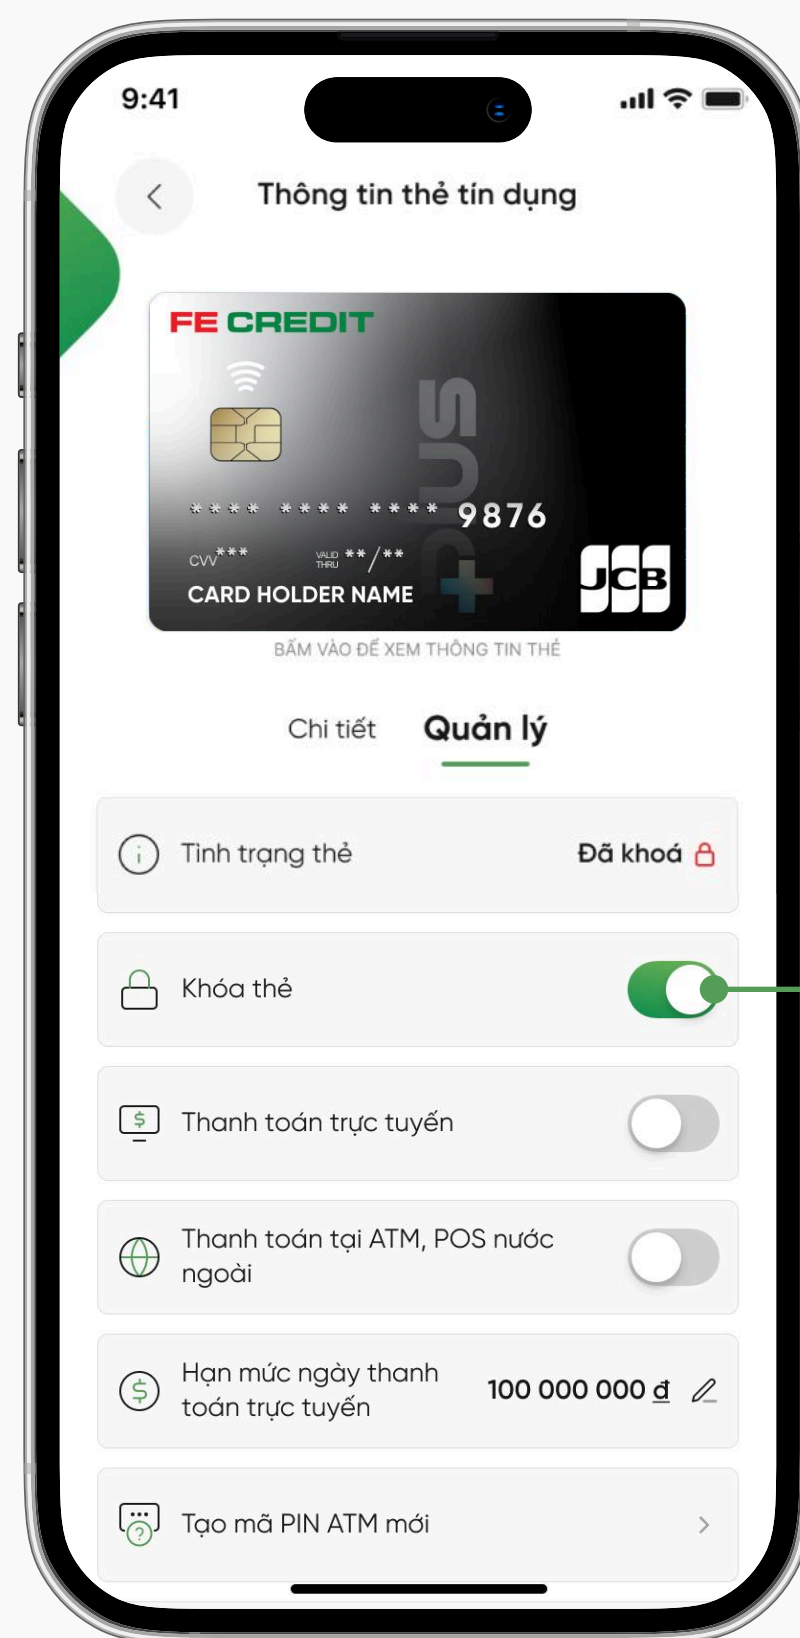 9:41
Thông tin thẻ tín dụng
FE CREDIT
PLUS
**** **** **** 9876
CVV*** VALID THRU **/**
CARD HOLDER NAME
JCB
BẤM VÀO ĐỂ XEM THÔNG TIN THẺ
Chi tiết Quản lý
Tình trạng thẻ Đã khoá
Khóa thẻ
Thanh toán trực tuyến
Thanh toán tại ATM, POS nước
ngoài
Hạn mức ngày thanh
toán trực tuyến 100 000 000 đ
Tạo mã PIN ATM mới